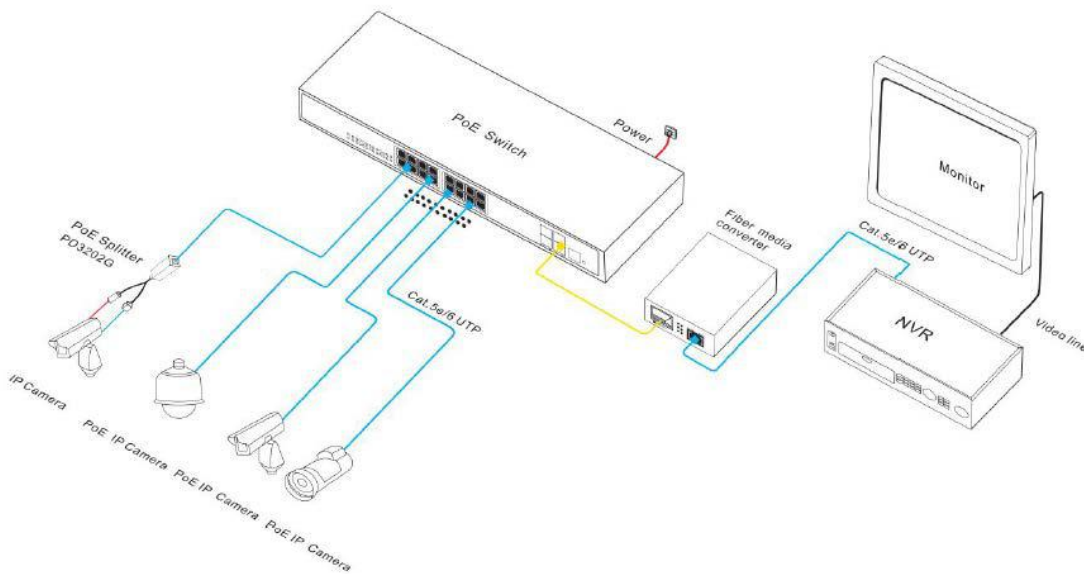 PoE Switch
Power
Monitor
Fiber media
converter
Cat.5e/6 UTP
PoE Splitter
PD3202G
Cat.5e/6 UTP
NVR
Video line
IP Camera
PoE IP Camera
PoE IP Camera
PoE IP Camera